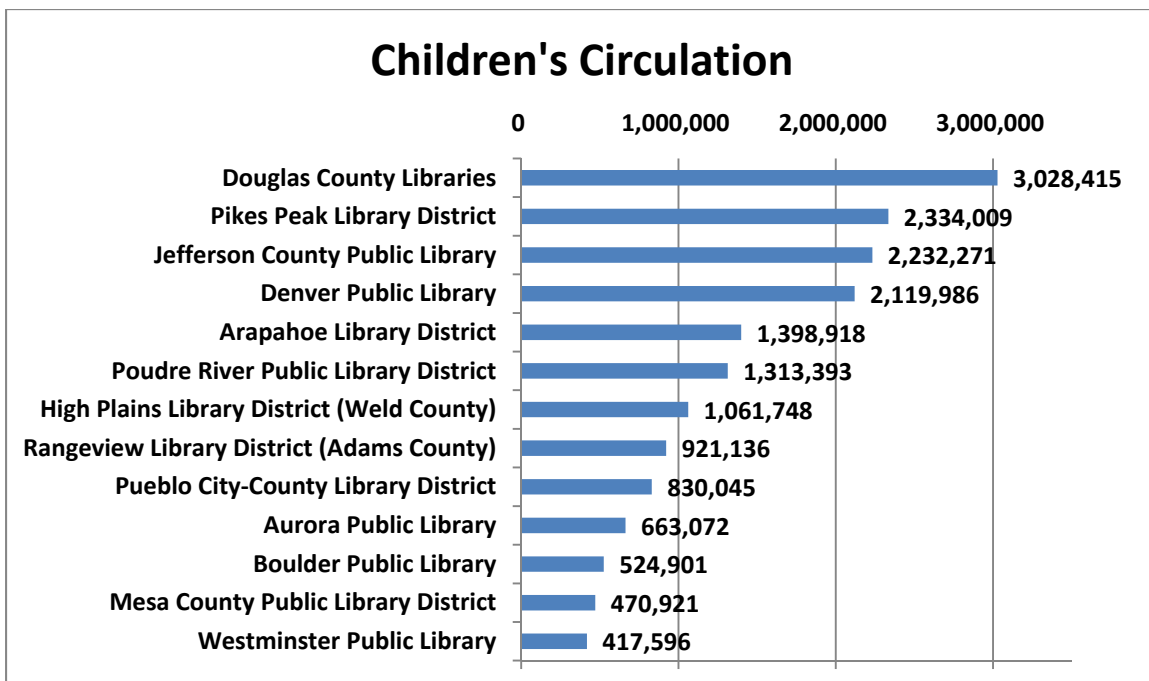 Children's Circulation
0 1,000,000 2,000,000 3,000,000
Douglas County Libraries 3,028,415
Pikes Peak Library District 2,334,009
Jefferson County Public Library 2,232,271
Denver Public Library 2,119,986
Arapahoe Library District 1,398,918
Poudre River Public Library District 1,313,393
High Plains Library District (Weld County) 1,061,748
Rangeview Library District (Adams County) 921,136
Pueblo City-County Library District 830,045
Aurora Public Library 663,072
Boulder Public Library 524,901
Mesa County Public Library District 470,921
Westminster Public Library 417,596